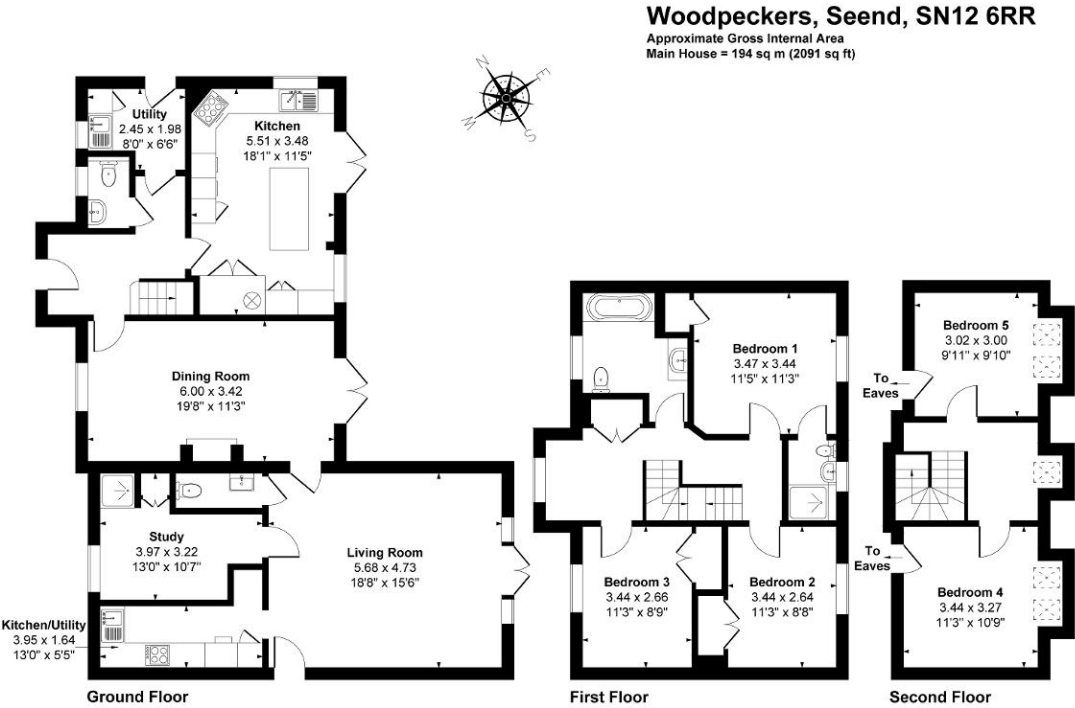 Woodpeckers, Seend, SN12 6RR
Approximate Gross Internal Area
Main House = 194 sq m (2091 sq ft)
N
E
S
W
Utility
2.45 x 1.98
8'0" x 6'6"
Kitchen
5.51 x 3.48
18'1" x 11'5"
Dining Room
6.00 x 3.42
19'8" x 11'3"
Study
3.97 x 3.22
13'0" x 10'7"
Living Room
5.68 x 4.73
18'8" x 15'6"
Kitchen/Utility
3.95 x 1.64
13'0" x 5'5"
Ground Floor
Bedroom 1
3.47 x 3.44
11'5" x 11'3"
Bedroom 3
3.44 x 2.66
11'3" x 8'9"
Bedroom 2
3.44 x 2.64
11'3" x 8'8"
First Floor
Bedroom 5
3.02 x 3.00
9'11" x 9'10"
To
Eaves
To
Eaves
Bedroom 4
3.44 x 3.27
11'3" x 10'9"
Second Floor